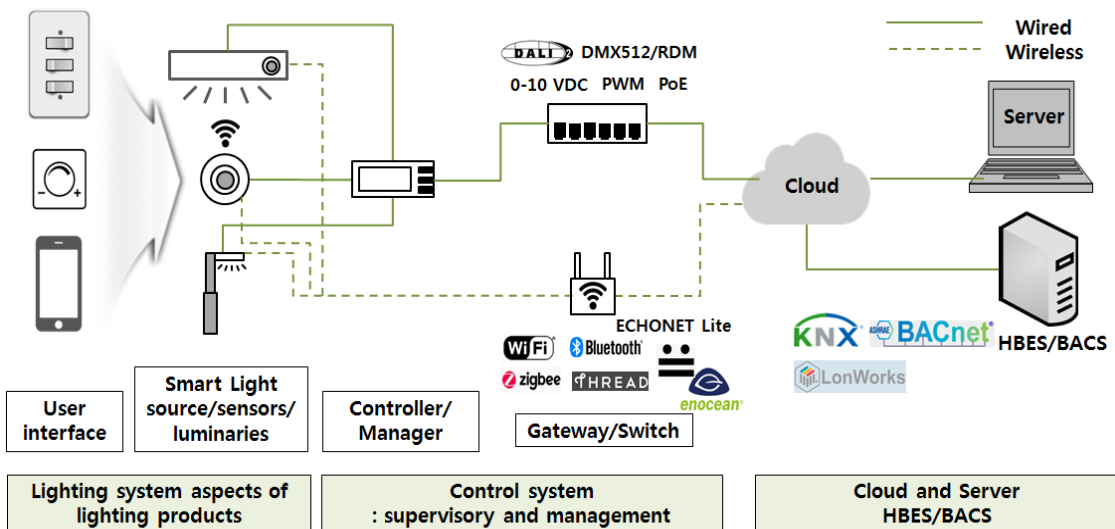 Wired
Wireless
DALI 2 DMX512/RDM
0-10 VDC PWM PoE
Server
Cloud
- +
ECHONET Lite
WiFi Bluetooth®
zigbee THREAD
enocean®
KNX® ASHRAE BACnet®
LonWorks
HBES/BACS
User
interface
Smart Light
source/sensors/
luminaries
Controller/
Manager
Gateway/Switch
Lighting system aspects of
lighting products
Control system
: supervisory and management
Cloud and Server
HBES/BACS